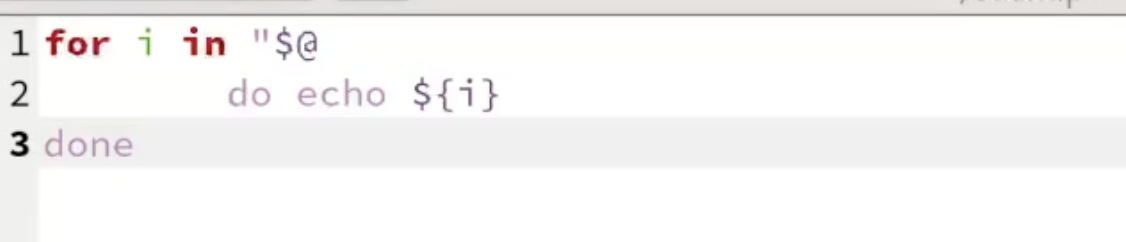 1 for i in "$@
2 do echo ${i}
3 done